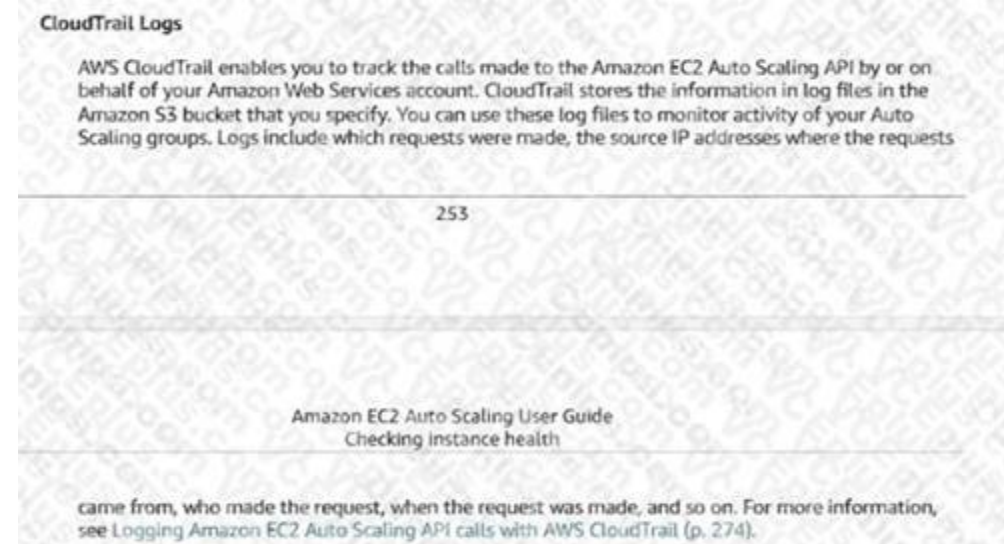 CloudTrail Logs
AWS CloudTrail enables you to track the calls made to the Amazon EC2 Auto Scaling API by or on
behalf of your Amazon Web Services account. CloudTrail stores the information in log files in the
Amazon S3 bucket that you specify. You can use these log files to monitor activity of your Auto
Scaling groups. Logs include which requests were made, the source IP addresses where the requests
253
Amazon EC2 Auto Scaling User Guide
Checking instance health
came from, who made the request, when the request was made, and so on. For more information,
see Logging Amazon EC2 Auto Scaling API calls with AWS CloudTrail (p. 274).